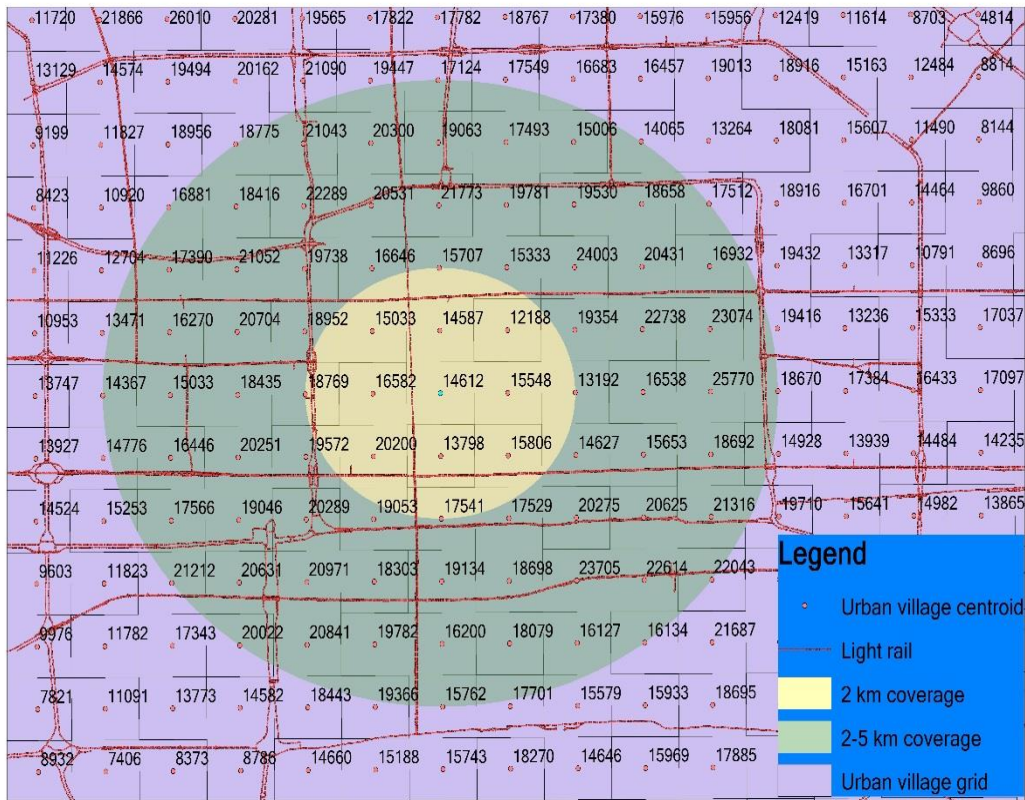 11720 21866 26010 20281 19565 17822 17782 18767 17380 15976 15956 12419 11614 8703 4814
13129 14574 19494 20162 21090 19447 17124 17549 16683 16457 19013 18916 15163 12484 8814
9199 11827 18956 18775 21043 20300 19063 17493 15006 14065 13264 18081 15607 11490 8144
8423 10920 16881 18416 22289 20531 21773 19781 19530 18658 17512 18916 16701 14464 9860
11226 12704 17390 21052 19738 16646 15707 15333 24003 20431 16932 19432 13317 10791 8696
10953 13471 16270 20704 18952 15033 14587 12188 19354 22738 23074 19416 13236 15333 17037
13747 14367 15033 18435 18769 16582 14612 15548 13192 16538 25770 18670 17384 16433 17097
13927 14776 16446 20251 19572 20200 13798 15806 14627 15653 18692 14928 13939 14484 14235
14524 15253 17566 19046 20289 19053 17541 17529 20275 20625 21316 19710 15641 14982 13865
9603 11823 21212 20631 20971 18303 19134 18698 23705 22614 22043
9976 11782 17343 20022 20841 19782 16200 18079 16127 16134 21687
7821 11091 13773 14582 18443 19366 15762 17701 15579 15933 18695
8932 7406 8373 8786 14660 15188 15743 18270 14646 15969 17885
Legend
Urban village centroid
Light rail
2 km coverage
2-5 km coverage
Urban village grid